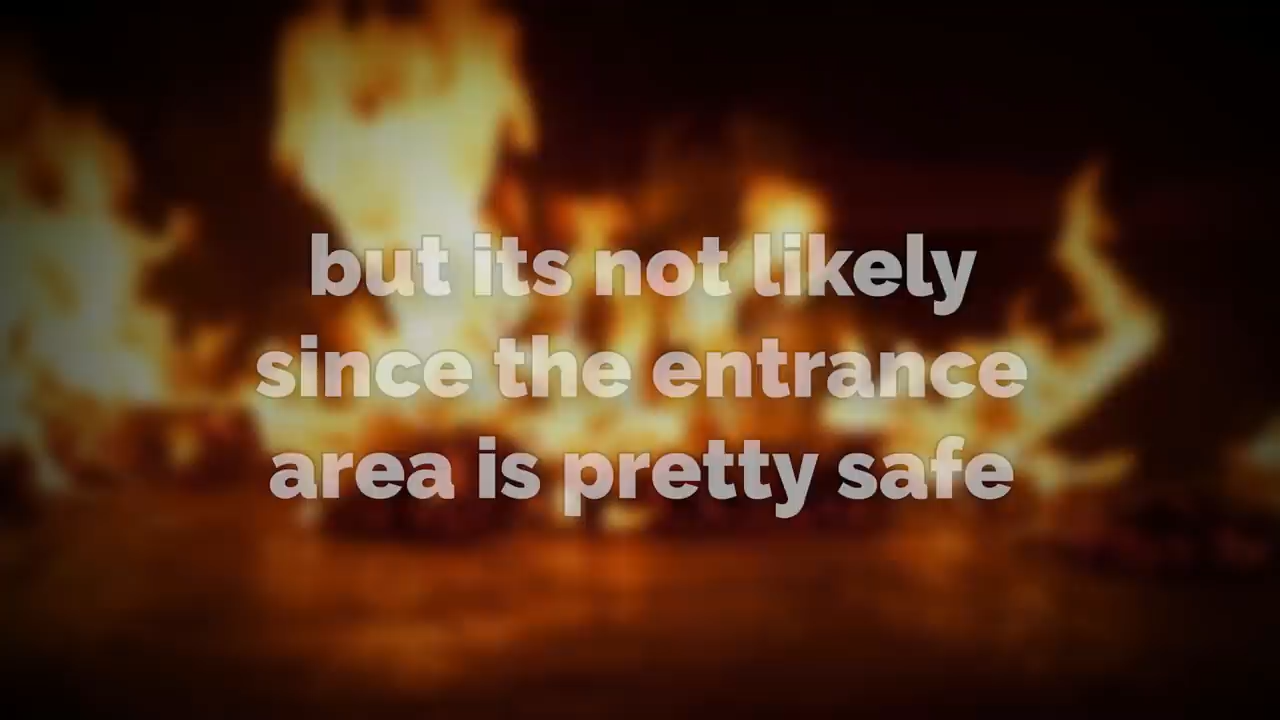 but its not likely
since the entrance
area is pretty safe